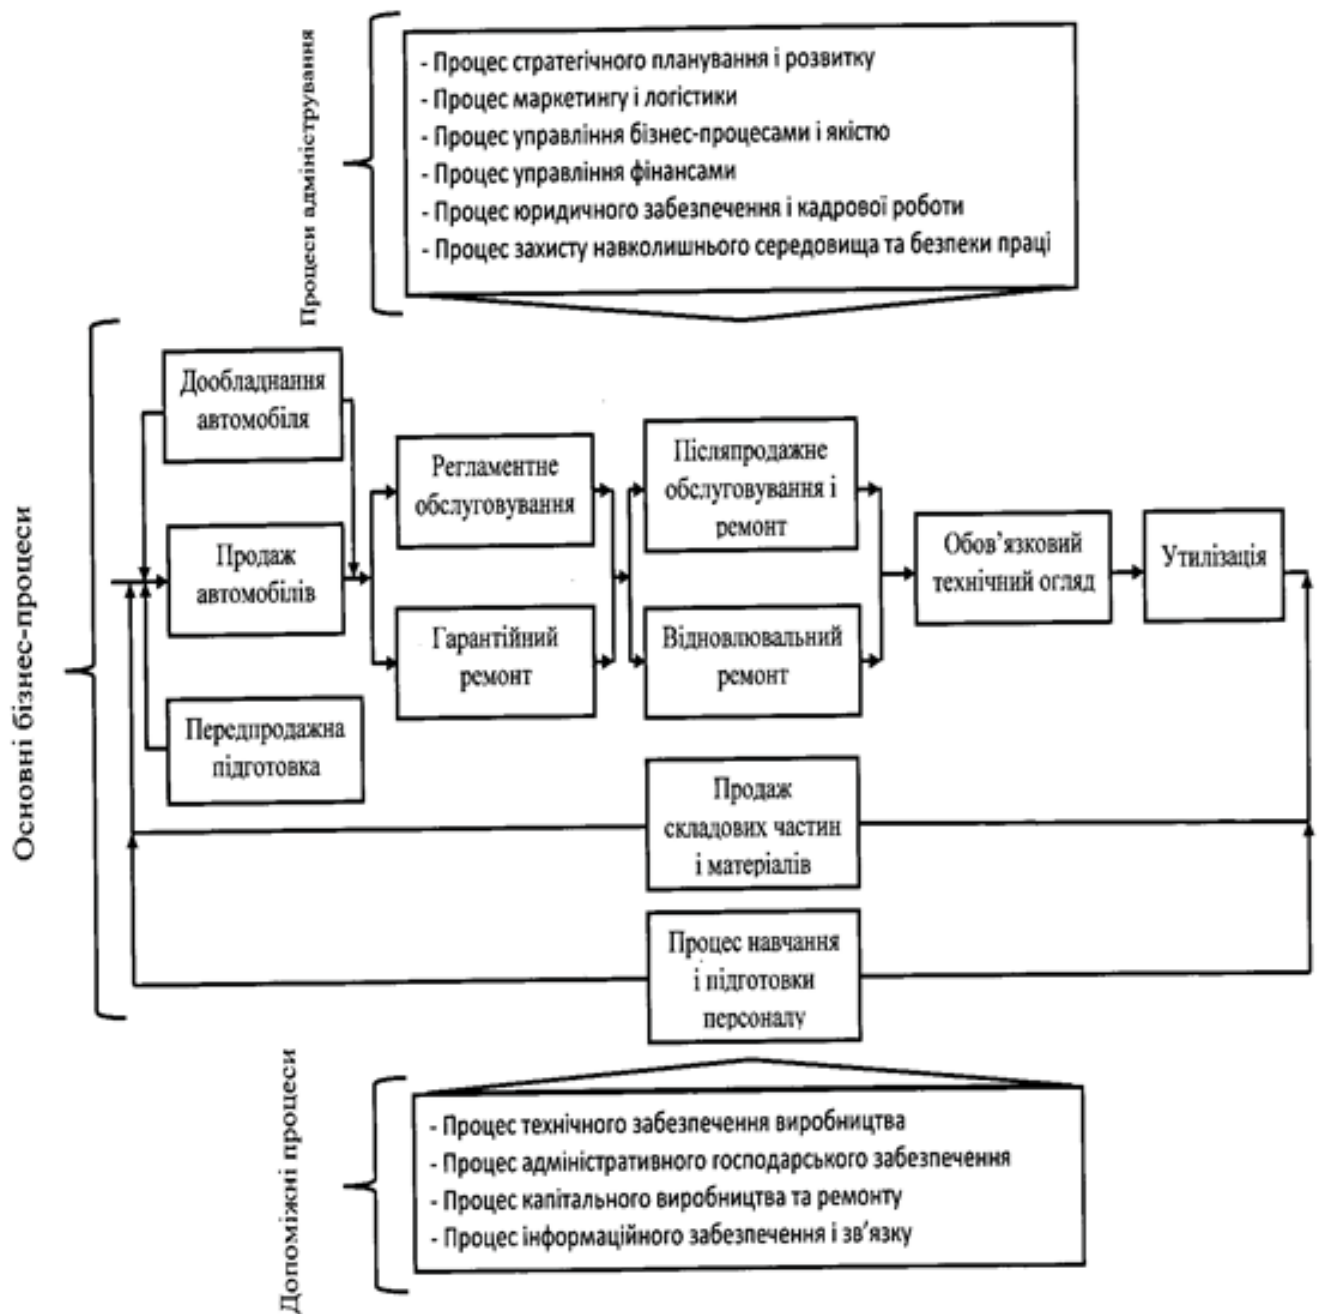 Процеси адміністрування
- Процес стратегічного планування і розвитку
- Процес маркетингу і логістики
- Процес управління бізнес-процесами і якістю
- Процес управління фінансами
- Процес юридичного забезпечення і кадрової роботи
- Процес захисту навколишнього середовища та безпеки праці
Основні бізнес-процеси
Дообладнання
автомобіля
Продаж
автомобілів
Передпродажна
підготовка
Регламентне
обслуговування
Гарантійний
ремонт
Післяпродажне
обслуговування і
ремонт
Відновлювальний
ремонт
Обов’язковий
технічний огляд
Утилізація
Продаж
складових частин
і матеріалів
Процес навчання
і підготовки
персоналу
Допоміжні процеси
- Процес технічного забезпечення виробництва
- Процес адміністративного господарського забезпечення
- Процес капітального виробництва та ремонту
- Процес інформаційного забезпечення і зв’язку